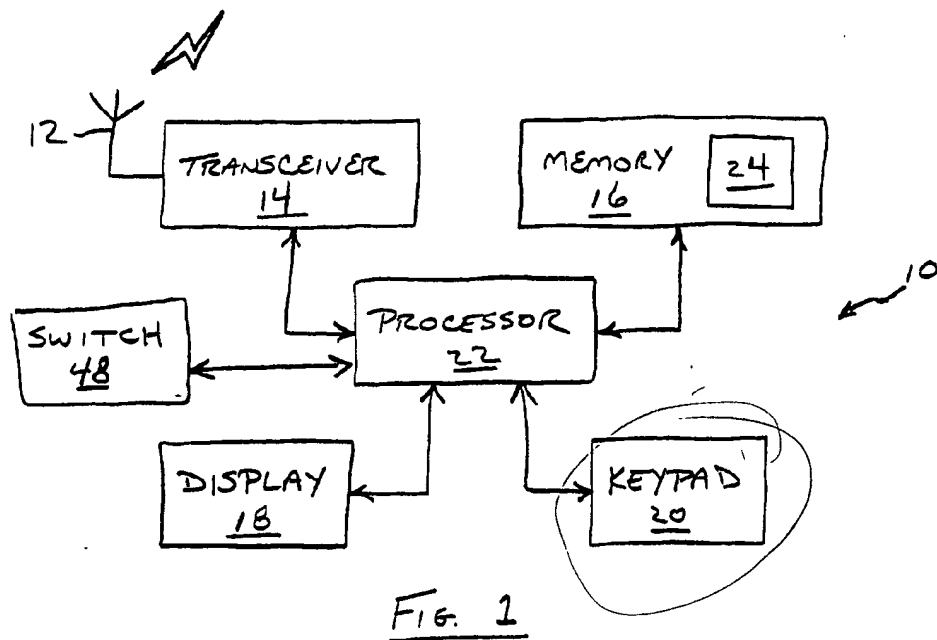 12
TRANSCEIVER
14
MEMORY
16
24
10
SWITCH
48
PROCESSOR
22
DISPLAY
18
KEYPAD
20
FIG. 1